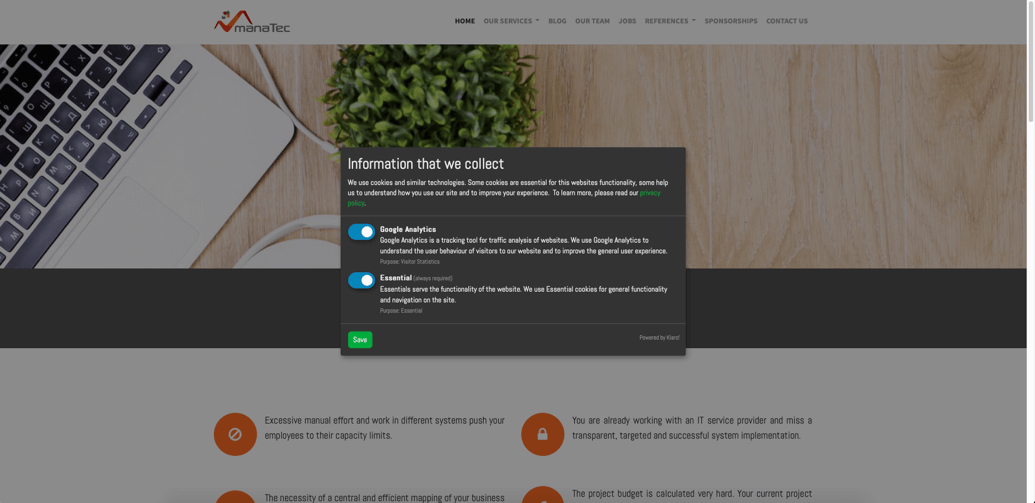 manaTec
HOME OUR SERVICES BLOG OUR TEAM JOBS REFERENCES SPONSORSHIPS CONTACT US
Information that we collect
We use cookies and similar technologies. Some cookies are essential for this websites functionality, some help
us to understand how you use our site and to improve your experience.  To learn more, please read our privacy
policy.
Google Analytics
Google Analytics is a tracking tool for traffic analysis of websites. We use Google Analytics to
understand the user behaviour of visitors to our website and to improve the general user experience.
Purpose: Visitor Statistics
Essential (always required)
Essentials serve the functionality of the website. We use Essential cookies for general functionality
and navigation on the site.
Purpose: Essential
Save
Powered by Klaro!
Excessive manual effort and work in different systems push your
employees to their capacity limits.
You are already working with an IT service provider and miss a
transparent, targeted and successful system implementation.
The necessity of a central and efficient mapping of your business
The project budget is calculated very hard. Your current project